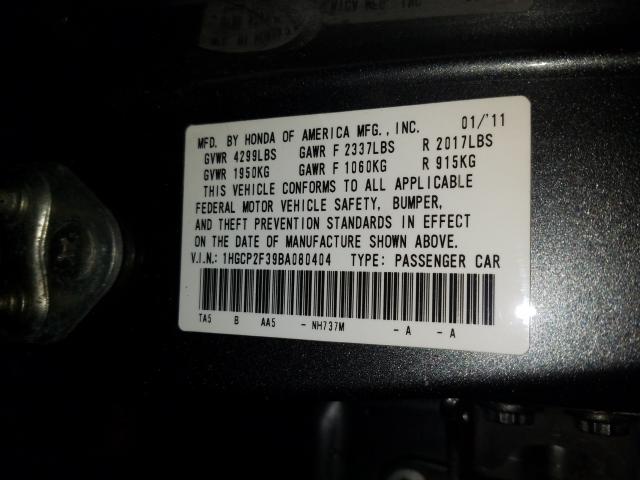 MFD. BY HONDA OF AMERICA MFG., INC. 01/'11
GVWR 4299LBS GAWR F 2337LBS R 2017LBS
GVWR 1950KG GAWR F 1060KG R 915KG
THIS VEHICLE CONFORMS TO ALL APPLICABLE
FEDERAL MOTOR VEHICLE SAFETY, BUMPER,
AND THEFT PREVENTION STANDARDS IN EFFECT
ON THE DATE OF MANUFACTURE SHOWN ABOVE.
V.I.N.: 1HGCP2F39BA080404 TYPE: PASSENGER CAR
TA5 B AA5 - NH737M - A - A